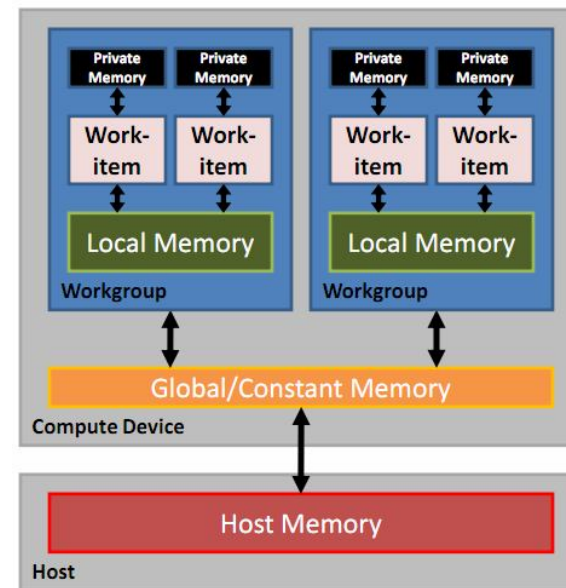 Private Memory
Private Memory
Private Memory
Private Memory
Work-
item
Work-
item
Work-
item
Work-
item
Local Memory
Local Memory
Workgroup
Workgroup
Global/Constant Memory
Compute Device
Host Memory
Host